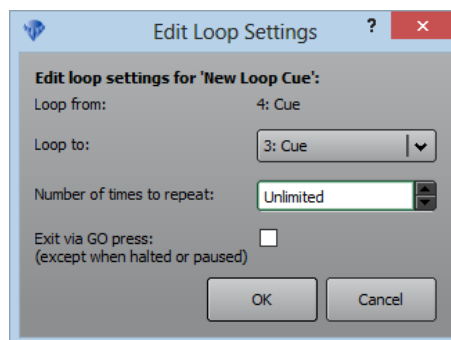 Edit Loop Settings
?
Edit loop settings for 'New Loop Cue':
Loop from: 4: Cue
Loop to: 3: Cue
Number of times to repeat: Unlimited
Exit via GO press:
(except when halted or paused)
OK Cancel